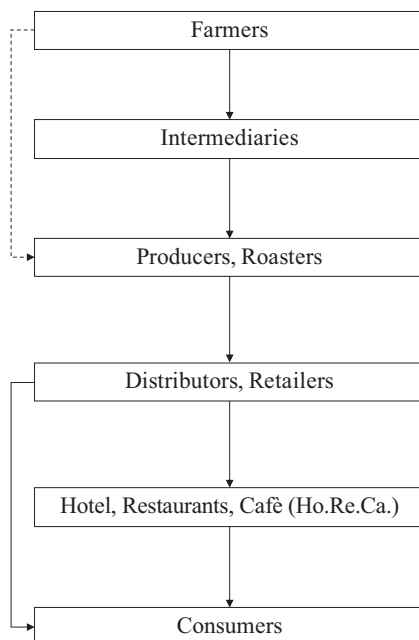 Farmers
Intermediaries
Producers, Roasters
Distributors, Retailers
Hotel, Restaurants, Cafè (Ho.Re.Ca.)
Consumers